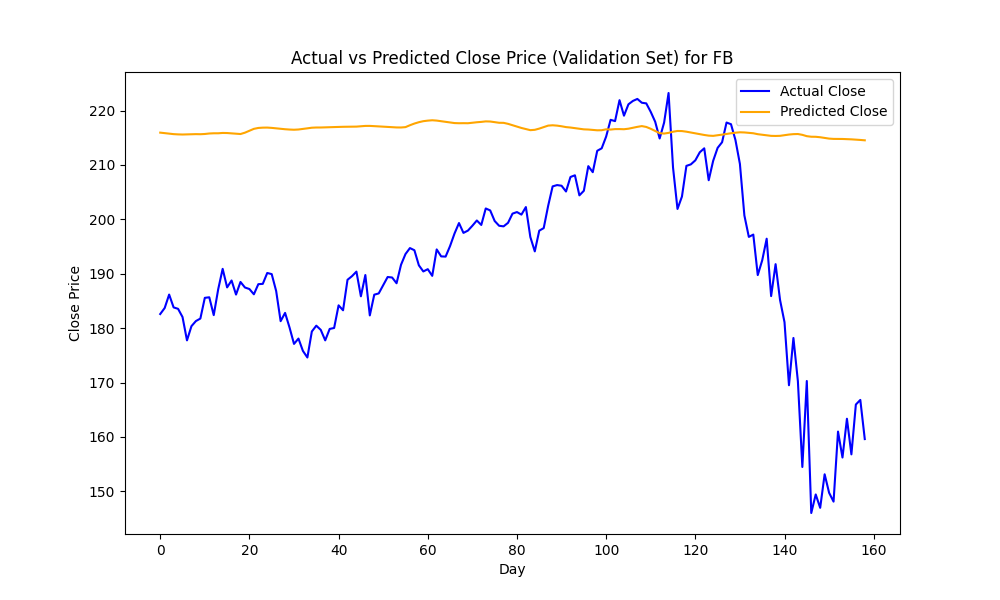 Actual vs Predicted Close Price (Validation Set) for FB
Actual Close
Predicted Close
Close Price
220
210
200
190
180
170
160
150
0 20 40 60 80 100 120 140 160
Day